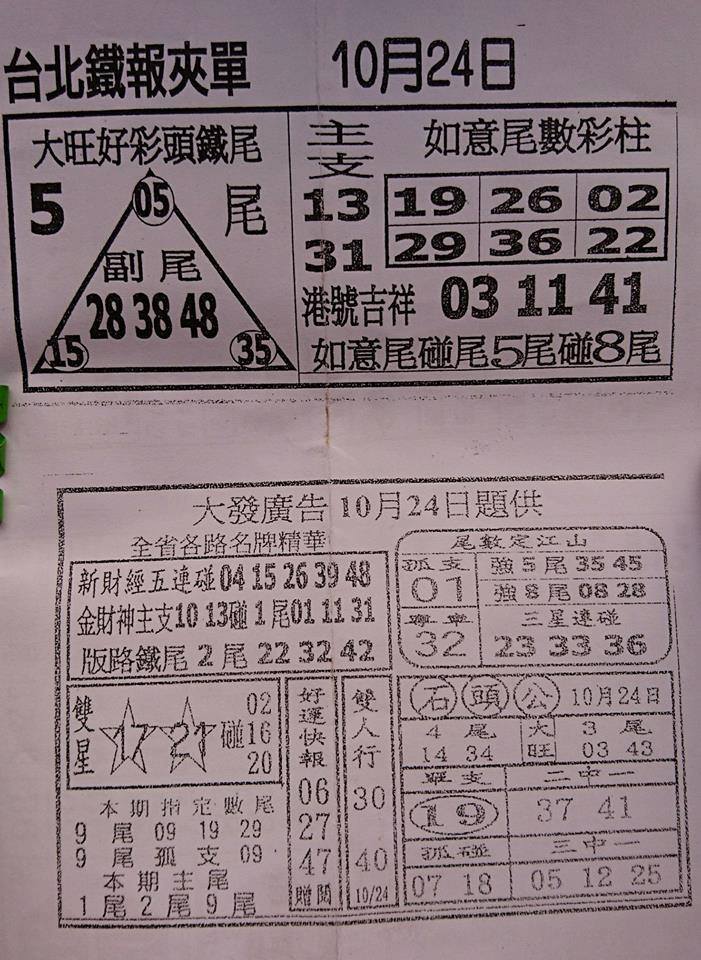 台北鐵報夾單 10月24日
大旺好彩頭鐵尾
5 05 尾
副尾
28 38 48
15 35
主支 如意尾數彩柱
13 19 26 02
31 29 36 22
港號吉祥 03 11 41
如意尾碰尾5尾碰8尾
大發廣告10月24日題供
全省各路名牌精華
新財經五連碰04 15 26 39 48
金財神主支10 13碰1尾01 11 31
版路鐵尾2尾22 32 42
尾數定江山
孤支 強5尾 35 45
01 強8尾 08 28
三星連碰
32 23 33 36
雙星 17 21 碰 02 16 20
本期指定數尾
9尾 09 19 29
9尾孤支 09
本期主尾
1尾2尾9尾
好運快報
06
27
47
贈閱
雙人行
30
40
10/24
石頭公 10月24日
4尾 大旺 3尾
14 34 03 43
二中一
19 37 41
孤碰 三中一
07 18 05 12 25